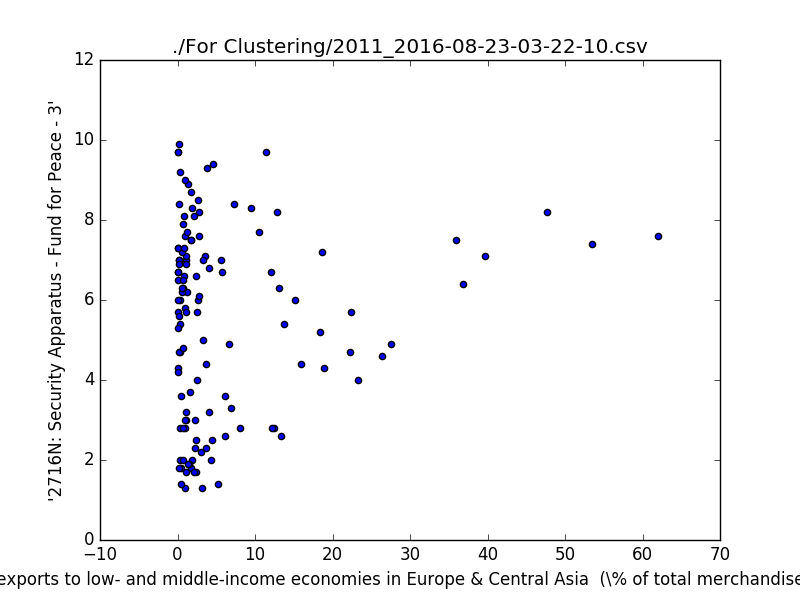 ./For Clustering/2011_2016-08-23-03-22-10.csv
'2716N: Security Apparatus - Fund for Peace - 3'
12
10
8
6
4
2
0
−10 0 10 20 30 40 50 60 70
exports to low- and middle-income economies in Europe & Central Asia (\% of total merchandise